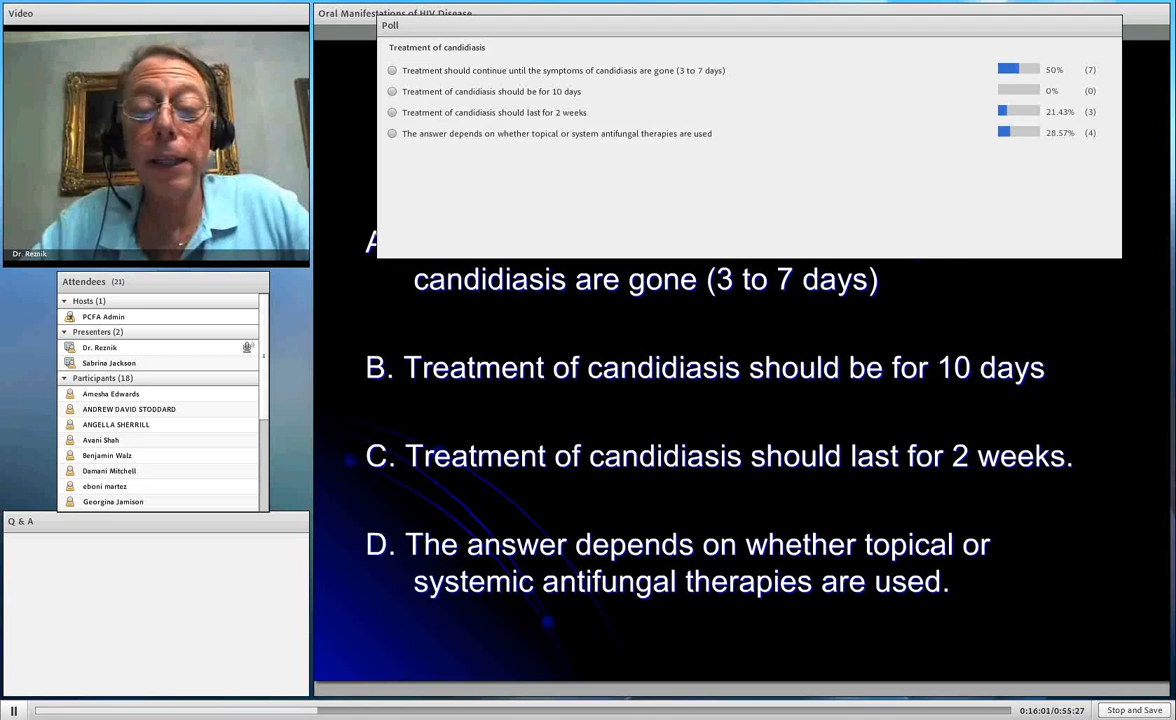 Video
Dr. Reznik
Attendees (21)
Hosts (1)
PCFA Admin
Presenters (2)
Dr. Reznik
Sabrina Jackson
Participants (18)
Amesha Edwards
ANDREW DAVID STODDARD
ANGELLA SHERRILL
Avani Shah
Benjamin Walz
Damani Mitchell
eboni martez
Georgina Jamison
Q & A
Oral Manifestations of HIV Disease
Poll
Treatment of candidiasis
Treatment should continue until the symptoms of candidiasis are gone (3 to 7 days) 50% (7)
Treatment of candidiasis should be for 10 days 0% (0)
Treatment of candidiasis should last for 2 weeks 21.43% (3)
The answer depends on whether topical or system antifungal therapies are used 28.57% (4)
candidiasis are gone (3 to 7 days)
B. Treatment of candidiasis should be for 10 days
C. Treatment of candidiasis should last for 2 weeks.
D. The answer depends on whether topical or
systemic antifungal therapies are used.
0:16:01/0:55:27
Stop and Save